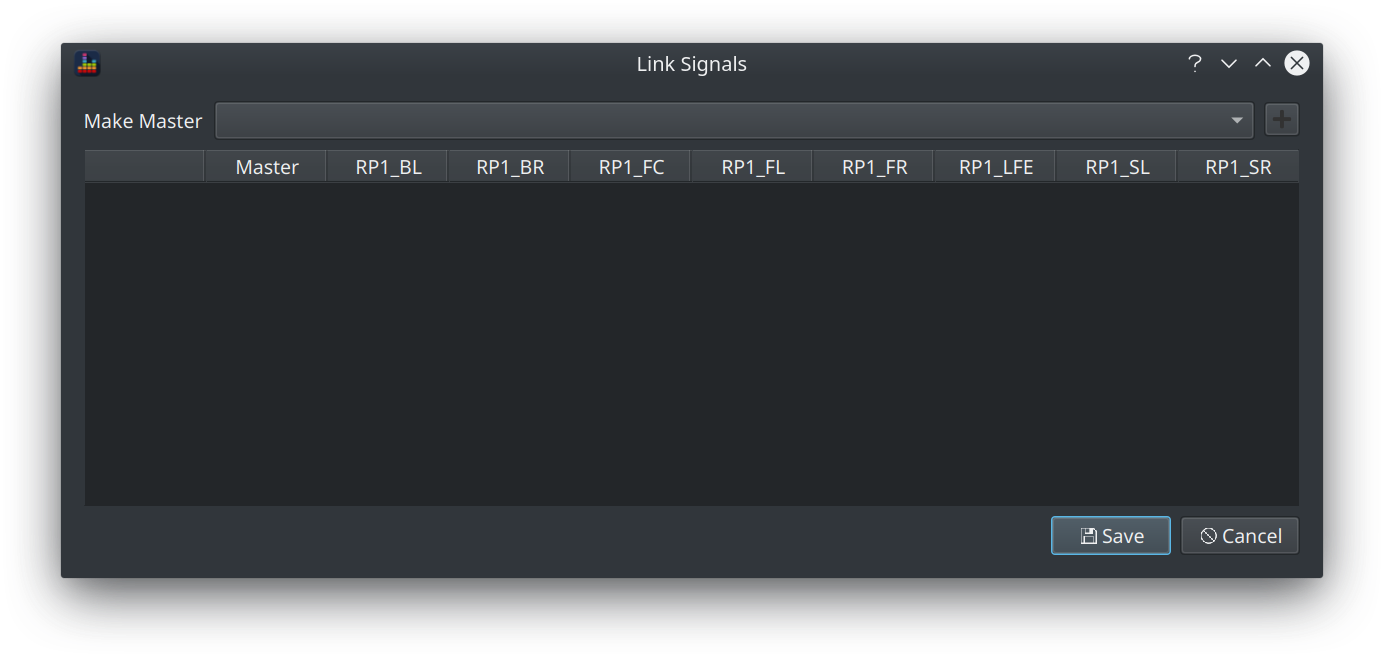 Link Signals
Make Master
Master RP1_BL RP1_BR RP1_FC RP1_FL RP1_FR RP1_LFE RP1_SL RP1_SR
Save Cancel